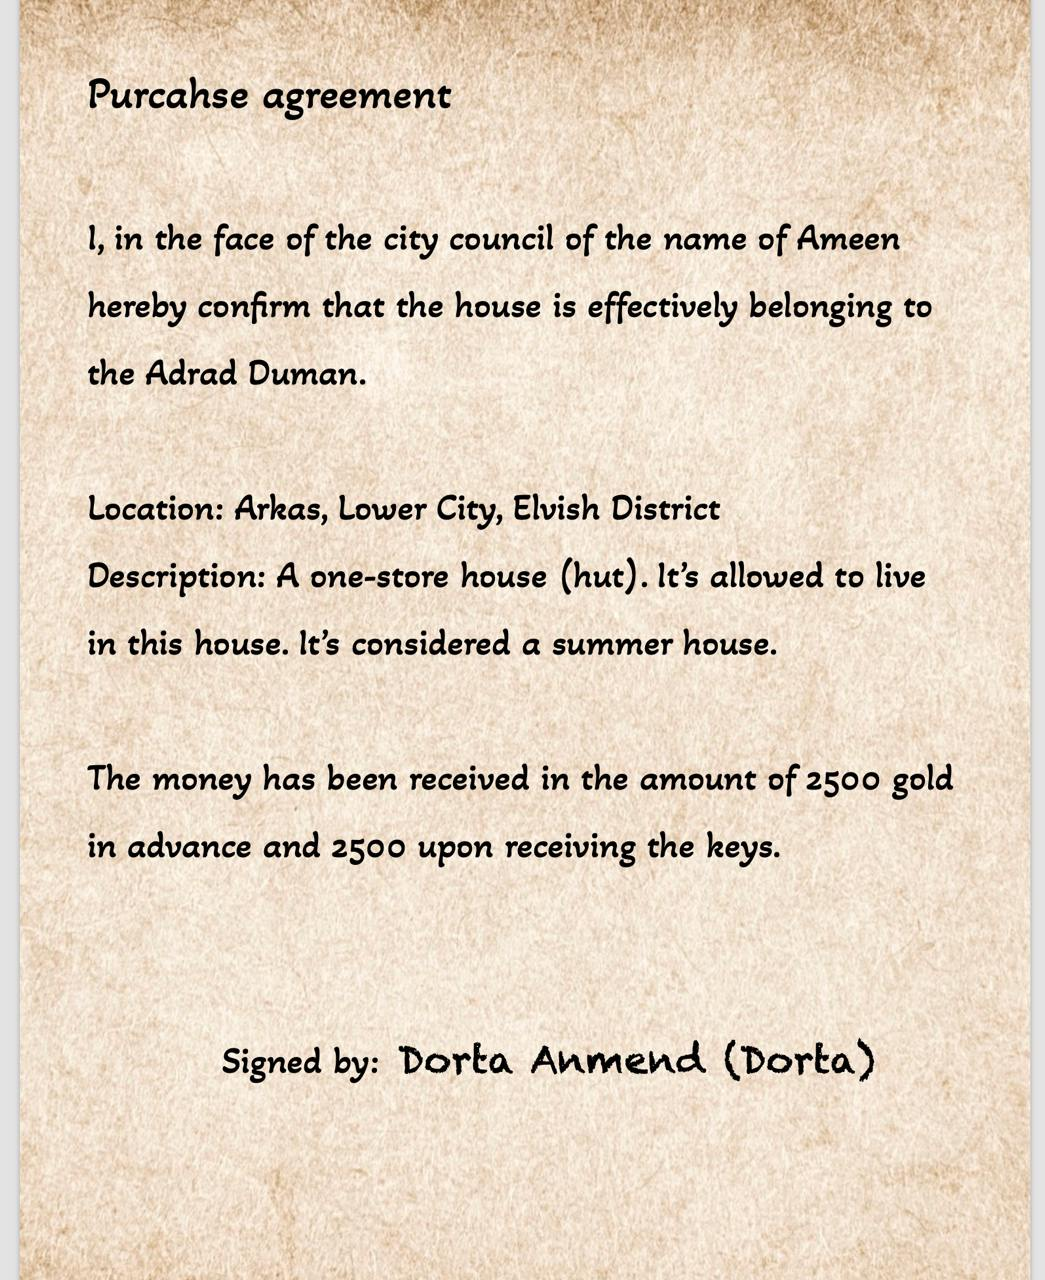 Purcahse agreement
I, in the face of the city council of the name of Ameen
hereby confirm that the house is effectively belonging to
the Adrad Duman.
Location: Arkas, Lower City, Elvish District
Description: A one-store house (hut). It’s allowed to live
in this house. It’s considered a summer house.
The money has been received in the amount of 2500 gold
in advance and 2500 upon receiving the keys.
Signed by: Dorta Anmend (Dorta)